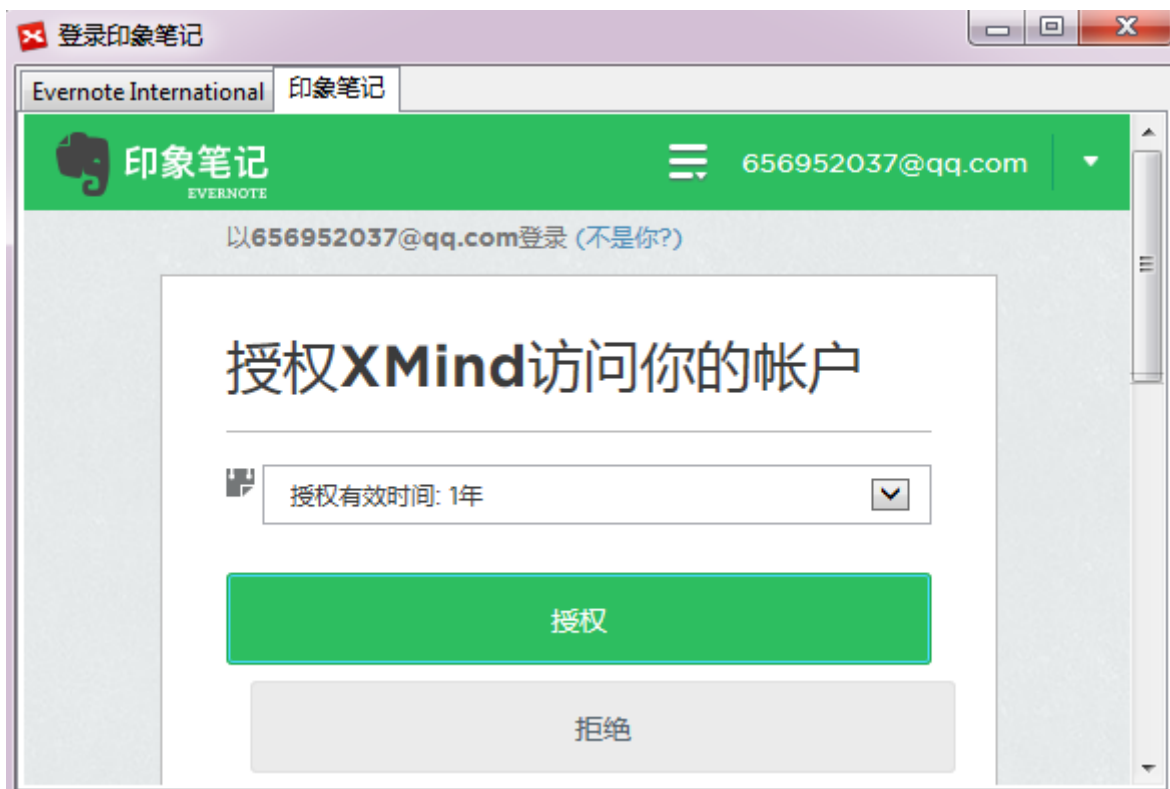 登录印象笔记
Evernote International 印象笔记
印象笔记 656952037@qq.com
EVERNOTE
以656952037@qq.com登录 (不是你?)
授权XMind访问你的帐户
授权有效时间: 1年
授权
拒绝